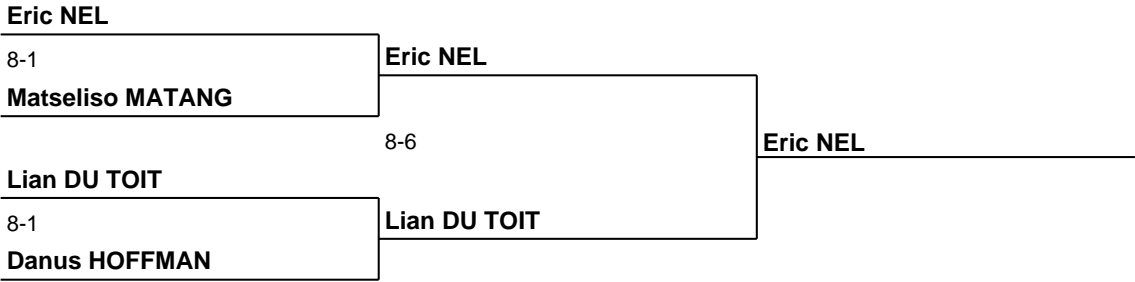 Eric NEL
8-1
Eric NEL
Matseliso MATANG
8-6
Eric NEL
Lian DU TOIT
8-1
Lian DU TOIT
Danus HOFFMAN